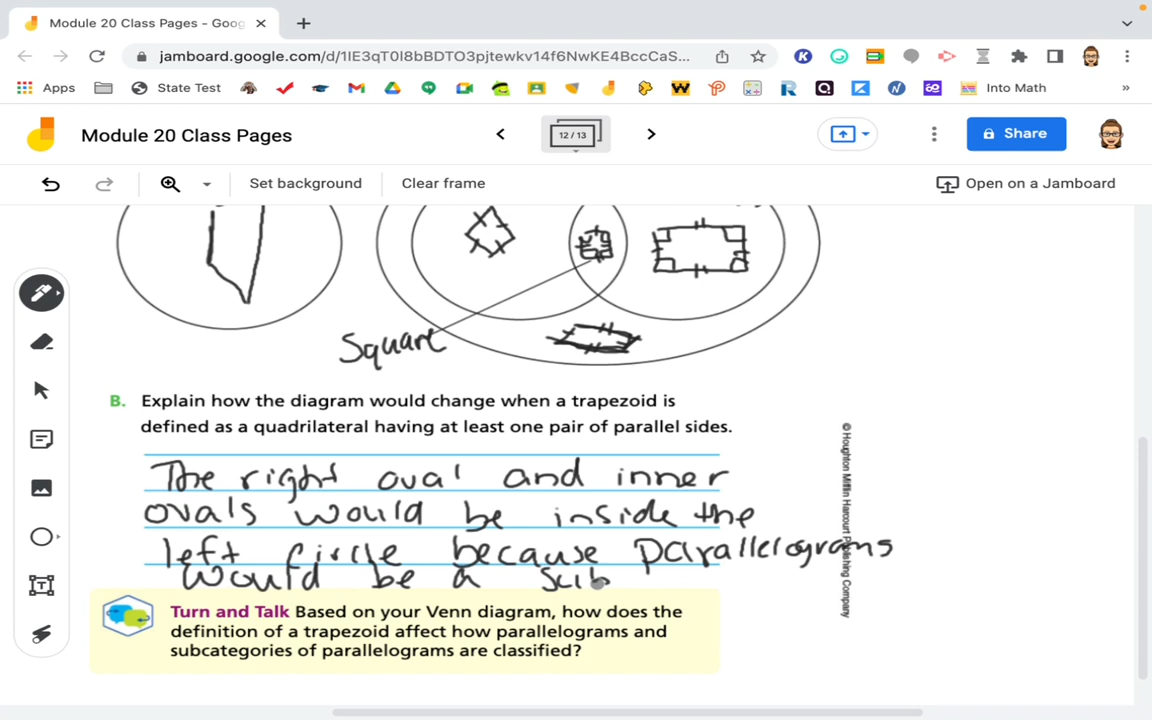 Module 20 Class Pages - Goog
jamboard.google.com/d/1IE3qT0I8bBDTO3pjtewkv14f6NwKE4BccCaS...
Apps State Test Into Math »
Module 20 Class Pages 12 / 13 Share
Set background Clear frame Open on a Jamboard
Square
B. Explain how the diagram would change when a trapezoid is
defined as a quadrilateral having at least one pair of parallel sides.
The right oval and inner
ovals would be inside the
left circle because parallelograms
would be a sub
Turn and Talk Based on your Venn diagram, how does the
definition of a trapezoid affect how parallelograms and
subcategories of parallelograms are classified?
© Houghton Mifflin Harcourt Publishing Company